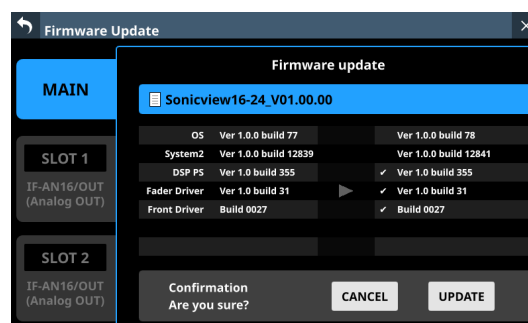 Firmware Update
MAIN
SLOT 1
IF-AN16/OUT
(Analog OUT)
SLOT 2
IF-AN16/OUT
(Analog OUT)
Firmware update
Sonicview16-24_V01.00.00
OS Ver 1.0.0 build 77 Ver 1.0.0 build 78
System2 Ver 1.0.0 build 12839 Ver 1.0.0 build 12841
DSP PS Ver 1.0 build 355 ✓ Ver 1.0 build 355
Fader Driver Ver 1.0 build 31 ✓ Ver 1.0 build 31
Front Driver Build 0027 ✓ Build 0027
Confirmation
Are you sure?
CANCEL
UPDATE